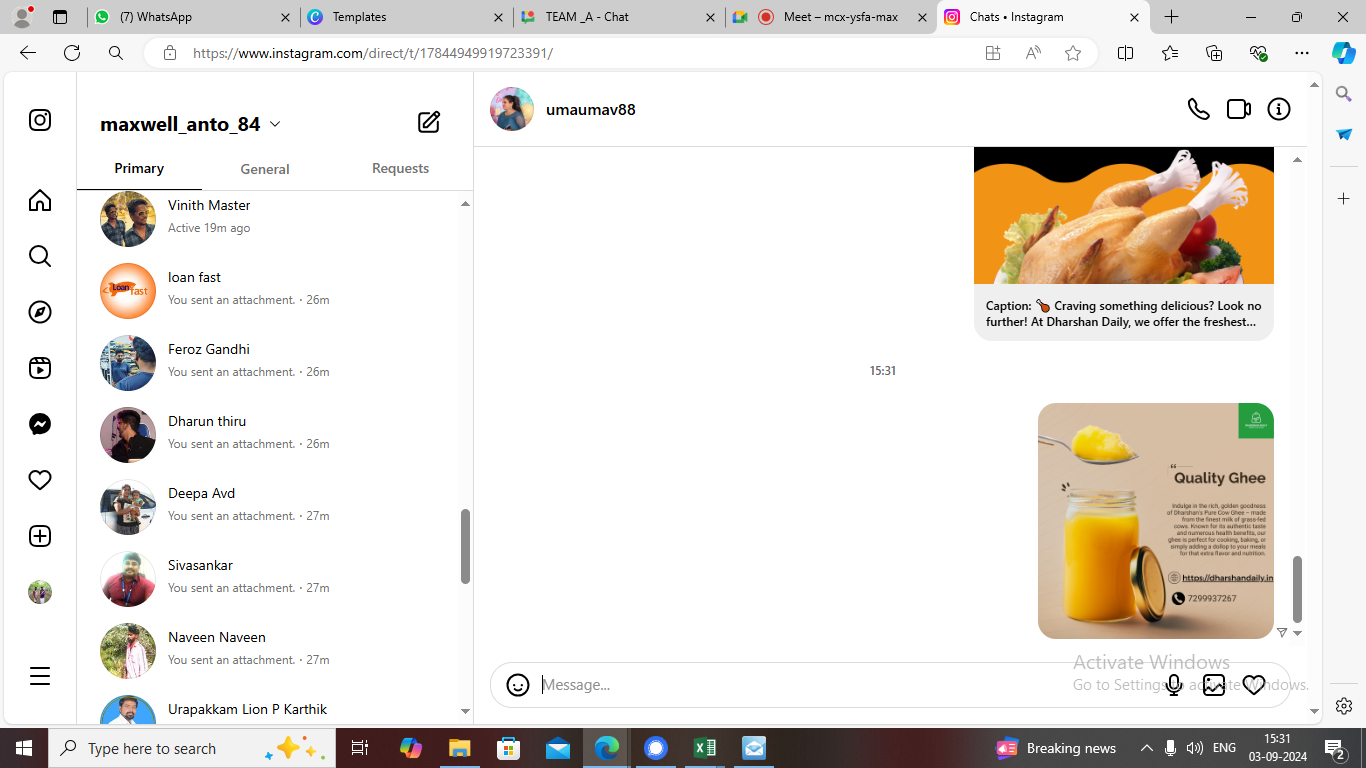 (7) WhatsApp
Templates
TEAM _A - Chat
Meet – mcx-ysfa-max
Chats • Instagram
https://www.instagram.com/direct/t/17844949919723391/
maxwell_anto_84
Primary
General
Requests
Vinith Master
Active 19m ago
loan fast
You sent an attachment. · 26m
Feroz Gandhi
You sent an attachment. · 26m
Dharun thiru
You sent an attachment. · 26m
Deepa Avd
You sent an attachment. · 27m
Sivasankar
You sent an attachment. · 27m
Naveen Naveen
You sent an attachment. · 27m
Urapakkam Lion P Karthik
umaumav88
Caption: 🍗 Craving something delicious? Look no
further! At Dharshan Daily, we offer the freshest...
15:31
Quality Ghee
Indulge in the rich, golden goodness
of Dharshan's Pure Cow Ghee – made
from the finest milk of grass-fed
cows. Known for its authentic taste
and numerous health benefits, our
ghee is perfect for cooking, baking, or
simply adding a dollop to your meals
for that extra flavor and nutrition.
https://dharshandaily.in
7299937267
Message...
Activate Windows
Go to Settings to activate Windows.
Type here to search
Breaking news
ENG
15:31
03-09-2024
2